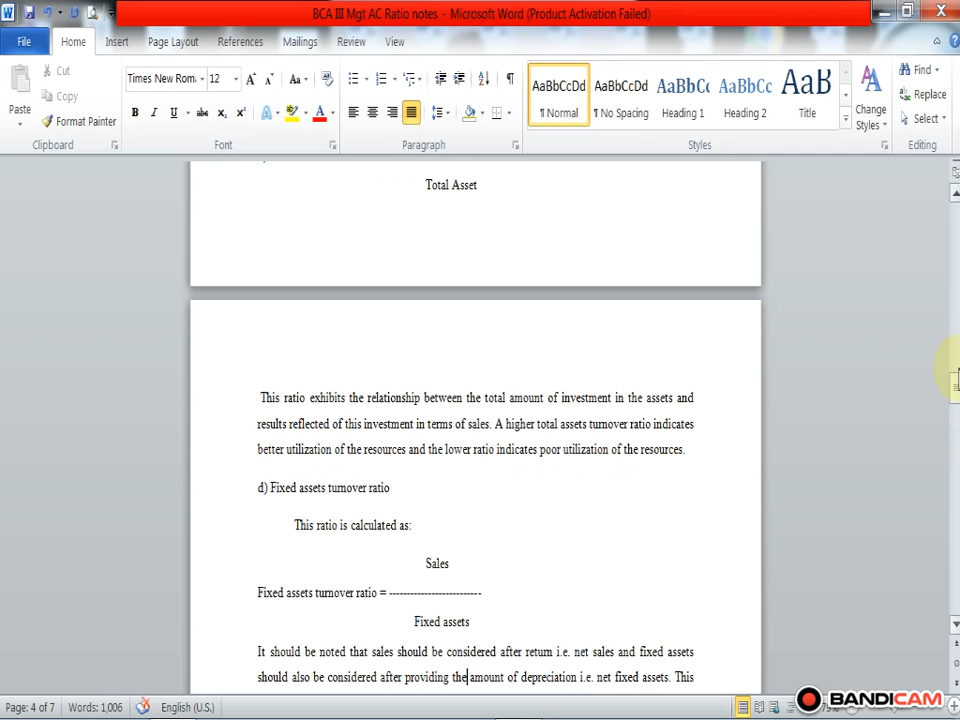 BCA III Mgt AC Ratio notes - Microsoft Word (Product Activation Failed)
File Home Insert Page Layout References Mailings Review View
Paste
Cut
Copy
Format Painter
Clipboard
Times New Rom 12
Font
Paragraph
AaBbCcDd AaBbCcDd AaBbCc AaBbCc AaB
¶ Normal ¶ No Spacing Heading 1 Heading 2 Title
Change Styles
Styles
Find
Replace
Select
Editing
Total Asset
This ratio exhibits the relationship between the total amount of investment in the assets and
results reflected of this investment in terms of sales. A higher total assets turnover ratio indicates
better utilization of the resources and the lower ratio indicates poor utilization of the resources.
d) Fixed assets turnover ratio
This ratio is calculated as:
Sales
Fixed assets turnover ratio = --------------------------
Fixed assets
It should be noted that sales should be considered after return i.e. net sales and fixed assets
should also be considered after providing the amount of depreciation i.e. net fixed assets. This
Page: 4 of 7 Words: 1,006 English (U.S.)
BANDICAM